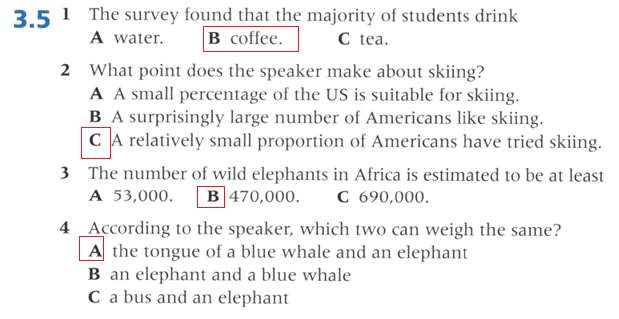 3.5 1 The survey found that the majority of students drink
A water. B coffee. C tea.
2 What point does the speaker make about skiing?
A A small percentage of the US is suitable for skiing.
B A surprisingly large number of Americans like skiing.
C A relatively small proportion of Americans have tried skiing.
3 The number of wild elephants in Africa is estimated to be at least
A 53,000. B 470,000. C 690,000.
4 According to the speaker, which two can weigh the same?
A the tongue of a blue whale and an elephant
B an elephant and a blue whale
C a bus and an elephant